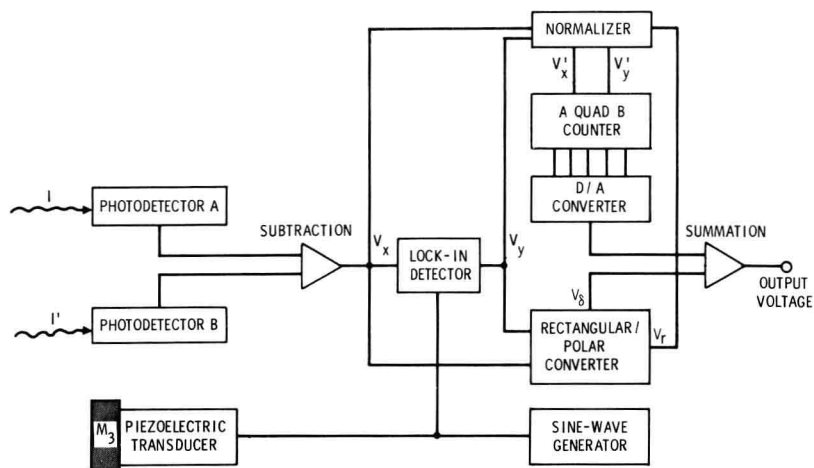 NORMALIZER
V'x V'y
A QUAD B
COUNTER
D/A
CONVERTER
I
PHOTODETECTOR A
SUBTRACTION
Vx
LOCK-IN
DETECTOR
Vy
SUMMATION
OUTPUT
VOLTAGE
I'
PHOTODETECTOR B
Vδ
RECTANGULAR/
POLAR
CONVERTER
Vr
M3
PIEZOELECTRIC
TRANSDUCER
SINE-WAVE
GENERATOR